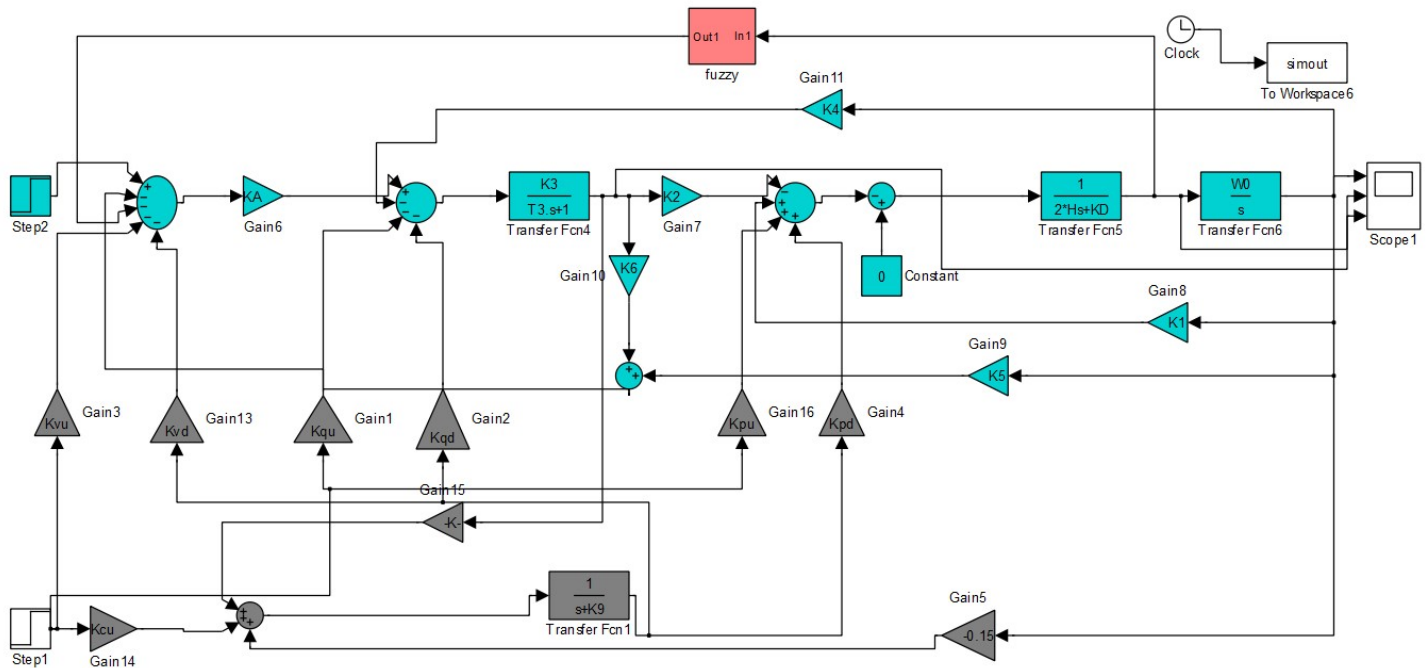 Out1
In1
fuzzy
Clock
simout
To Workspace6
Gain11
K4
Step2
+
−
−
−
KA
Gain6
+
−
−
−
K3
T3.s+1
Transfer Fcn4
K2
Gain7
−
+
+
+
−
+
1
2*Hs+KD
Transfer Fcn5
W0
s
Transfer Fcn6
Scope1
K6
Gain10
0
Constant
Gain8
K1
Gain9
K5
+
+
Kvu
Gain3
Kvd
Gain13
Kqu
Gain1
Kqd
Gain2
Kpu
Gain16
Kpd
Gain4
Gain15
-K-
1
s+K9
Transfer Fcn1
Gain5
-0.15
Step1
Kcu
Gain14
+
+
+